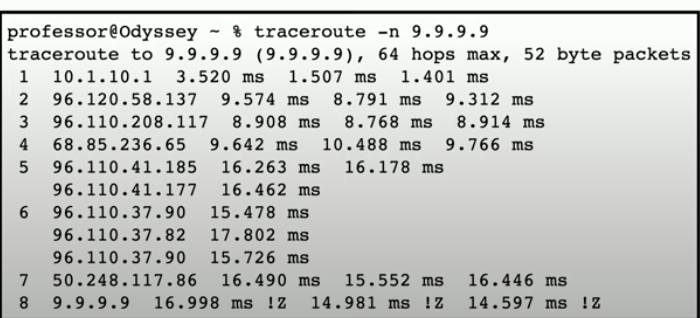 professor@Odyssey ~ % traceroute -n 9.9.9.9
traceroute to 9.9.9.9 (9.9.9.9), 64 hops max, 52 byte packets
1 10.1.10.1 3.520 ms 1.507 ms 1.401 ms
2 96.120.58.137 9.574 ms 8.791 ms 9.312 ms
3 96.110.208.117 8.908 ms 8.768 ms 8.914 ms
4 68.85.236.65 9.642 ms 10.488 ms 9.766 ms
5 96.110.41.185 16.263 ms 16.178 ms
96.110.41.177 16.462 ms
6 96.110.37.90 15.478 ms
96.110.37.82 17.802 ms
96.110.37.90 15.726 ms
7 50.248.117.86 16.490 ms 15.552 ms 16.446 ms
8 9.9.9.9 16.998 ms !Z 14.981 ms !Z 14.597 ms !Z